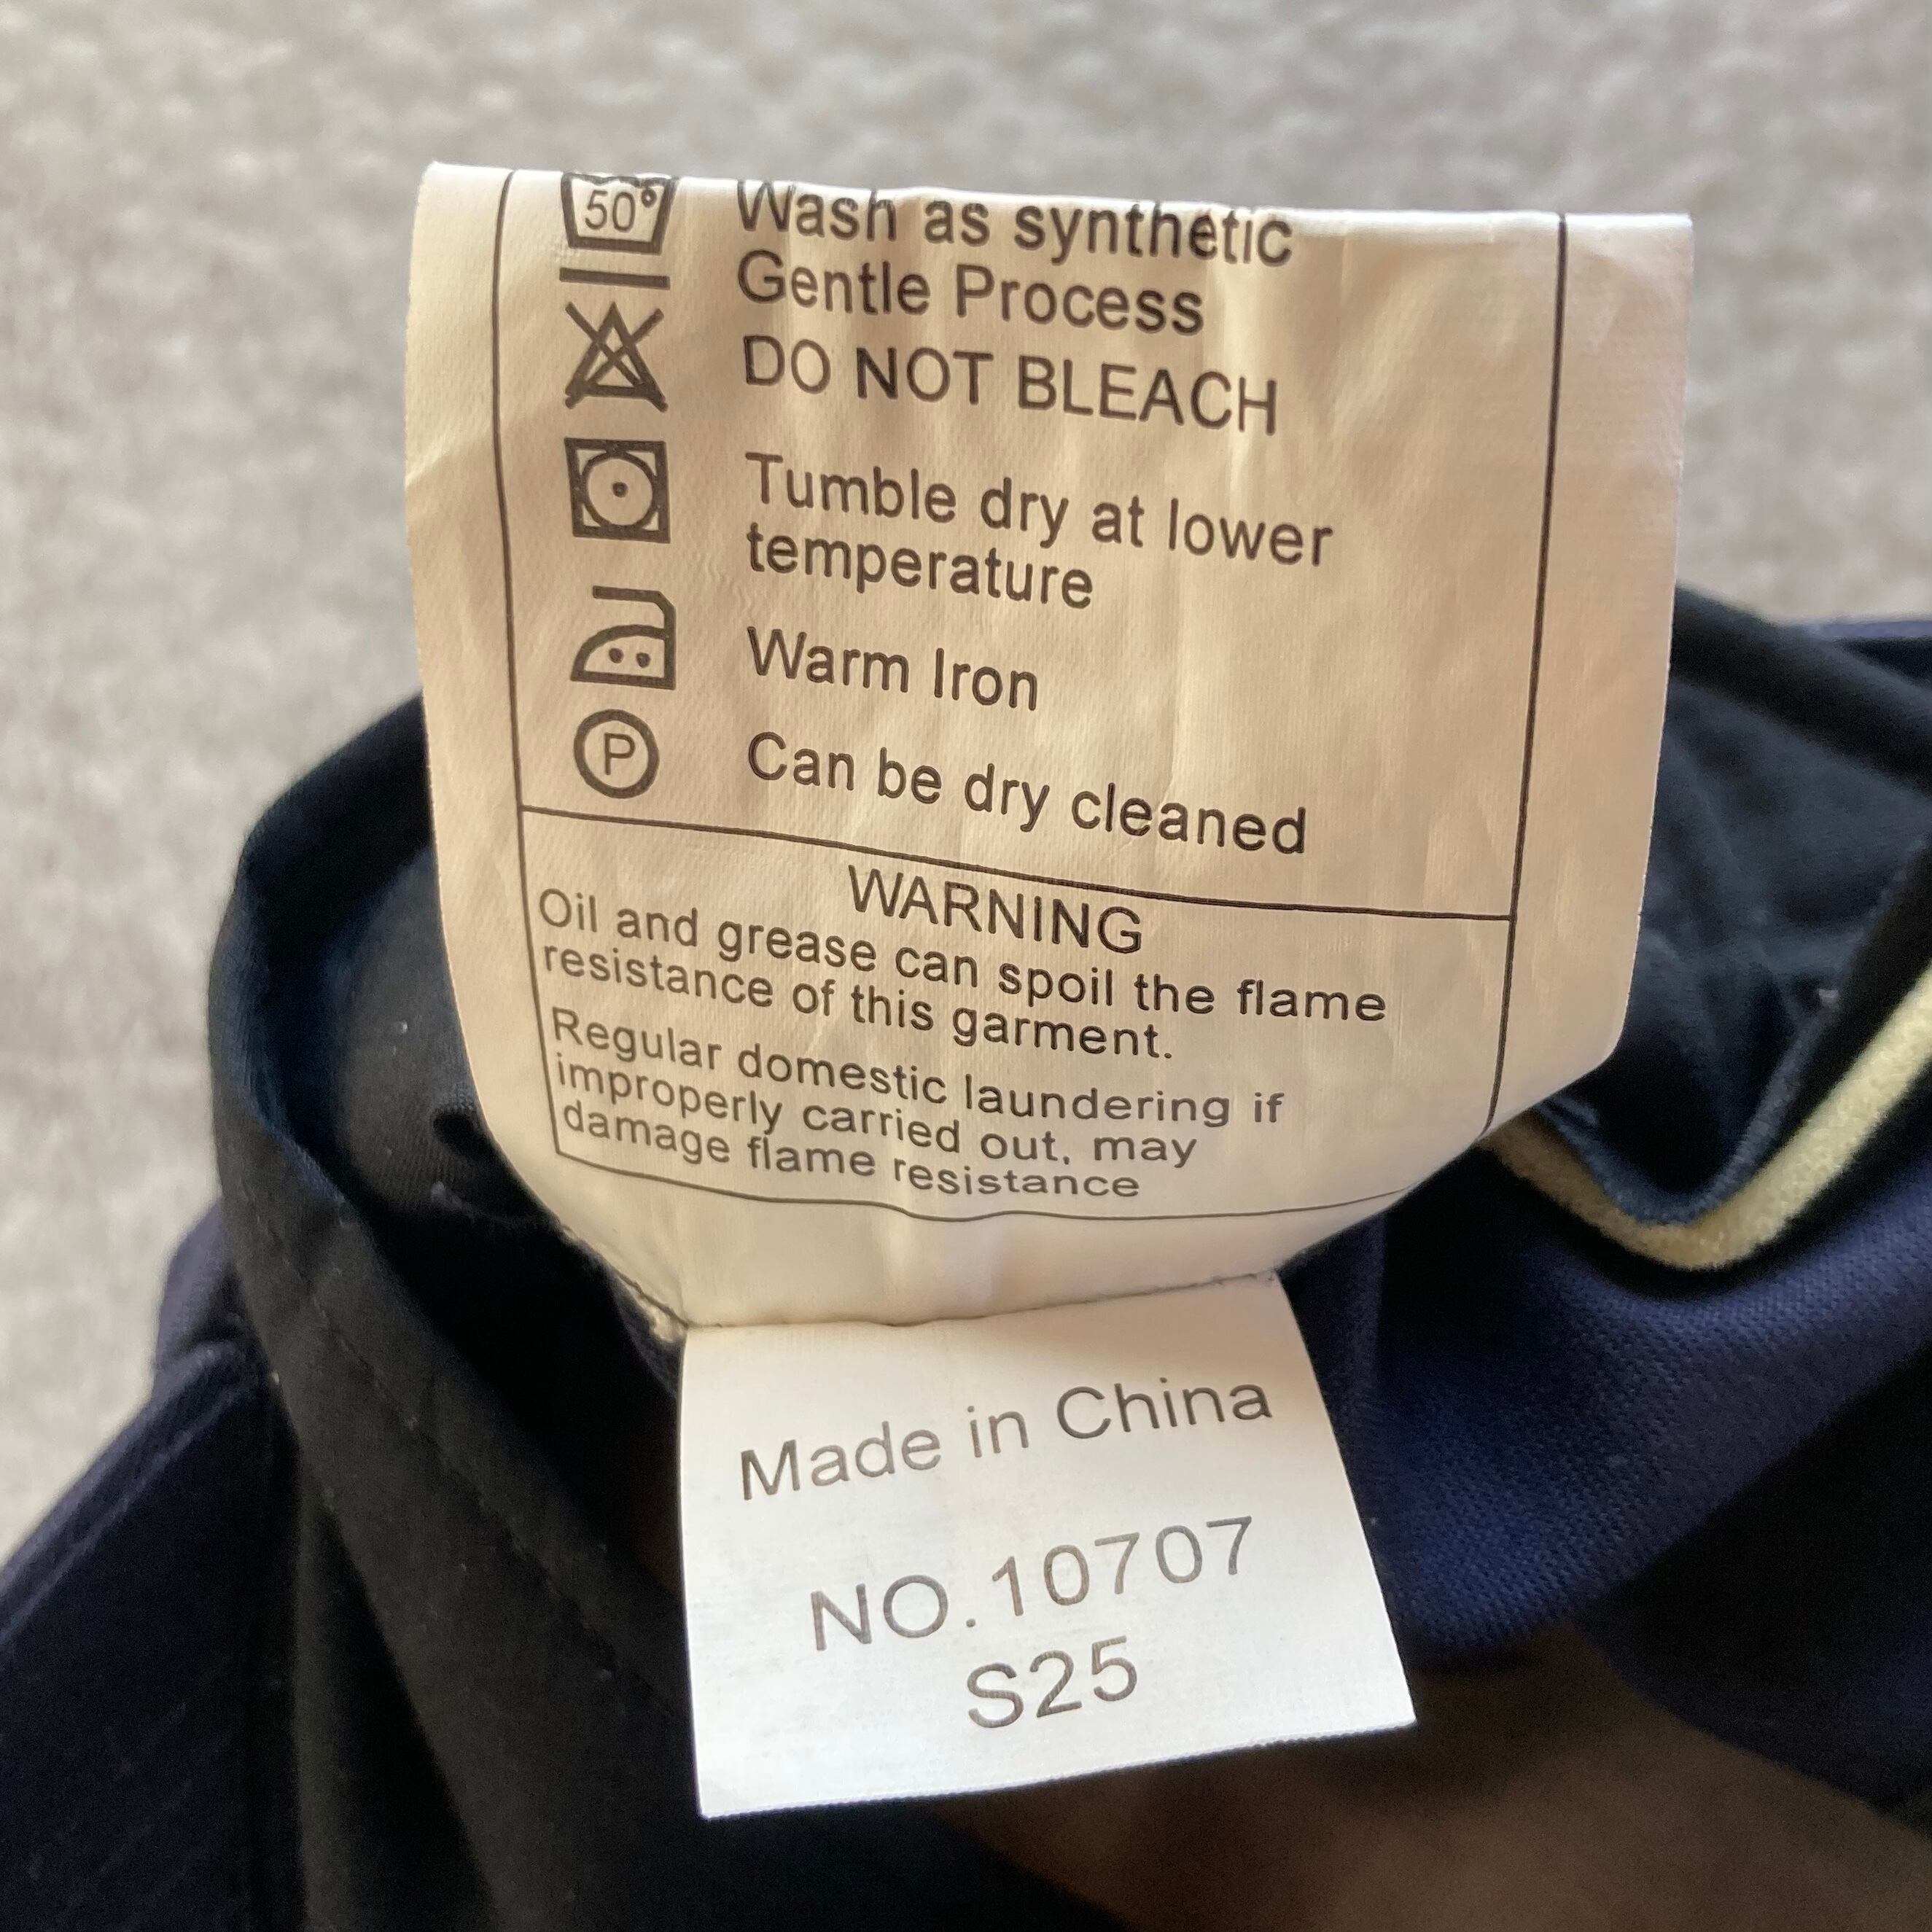 50° Wash as synthetic
Gentle Process
DO NOT BLEACH
Tumble dry at lower
temperature
Warm Iron
P Can be dry cleaned
WARNING
Oil and grease can spoil the flame
resistance of this garment.
Regular domestic laundering if
improperly carried out, may
damage flame resistance
Made in China
NO.10707
S25